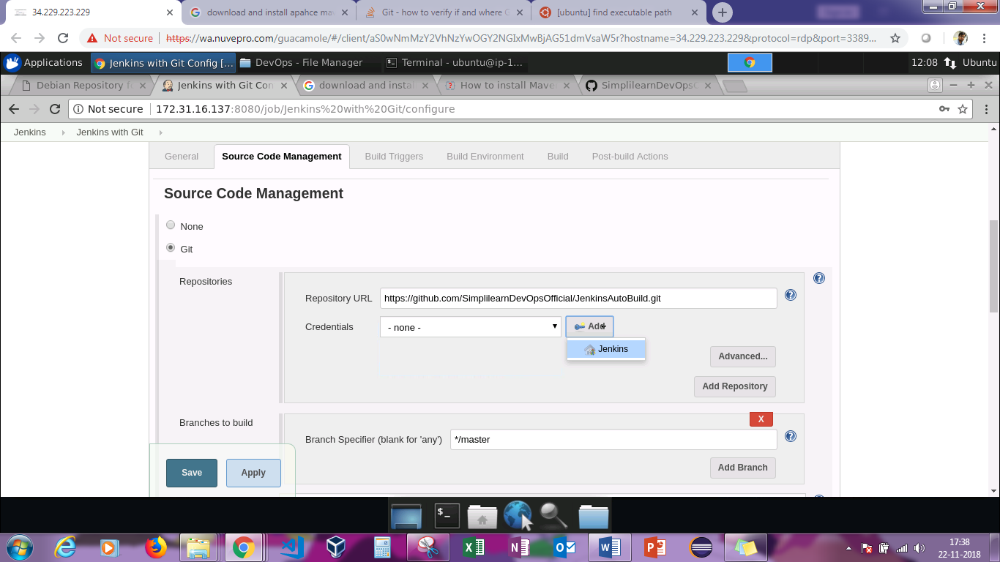 34.229.223.229
download and install apahce mav
Git - how to verify if and where G
[ubuntu] find executable path
Not secure
https://wa.nuvepro.com/guacamole/#/client/aS0wNmMzY2VhNzYwOGY2NGIxMwBjAG51dmVsaW5r?hostname=34.229.223.229&protocol=rdp&port=3389...
Applications
Jenkins with Git Config [...
DevOps - File Manager
Terminal - ubuntu@ip-1...
12:08
Ubuntu
Debian Repository fo
Jenkins with Git Con
download and instal
How to install Mave
SimplilearnDevOpsO
Not secure
172.31.16.137:8080/job/Jenkins%20with%20Git/configure
Jenkins
Jenkins with Git
General
Source Code Management
Build Triggers
Build Environment
Build
Post-build Actions
Source Code Management
None
Git
Repositories
Repository URL
https://github.com/SimplilearnDevOpsOfficial/JenkinsAutoBuild.git
Credentials
- none -
Add
Jenkins
Advanced...
Add Repository
Branches to build
X
Branch Specifier (blank for 'any')
*/master
Add Branch
Save
Apply
17:38
22-11-2018